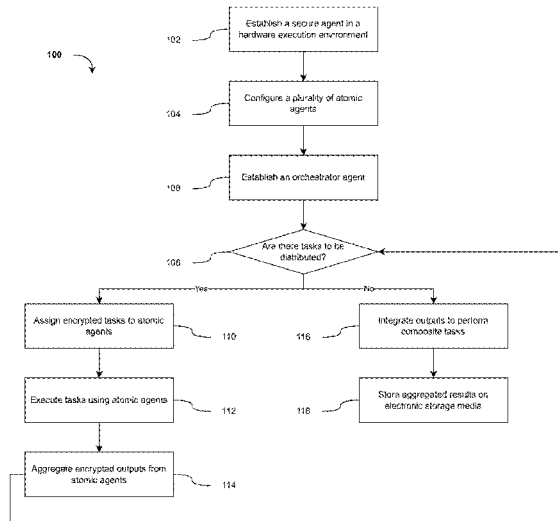 Establish a secure agent in a
hardware execution environment
102
100
Configure a plurality of atomic
agents
104
Establish an orchestrator agent
106
Are there tasks to be
distributed?
108
Yes
No
Assign encrypted tasks to atomic
agents
110
Integrate outputs to perform
composite tasks
116
Execute tasks using atomic agents
112
Store aggregated results on
electronic storage media
118
Aggregate encrypted outputs from
atomic agents
114